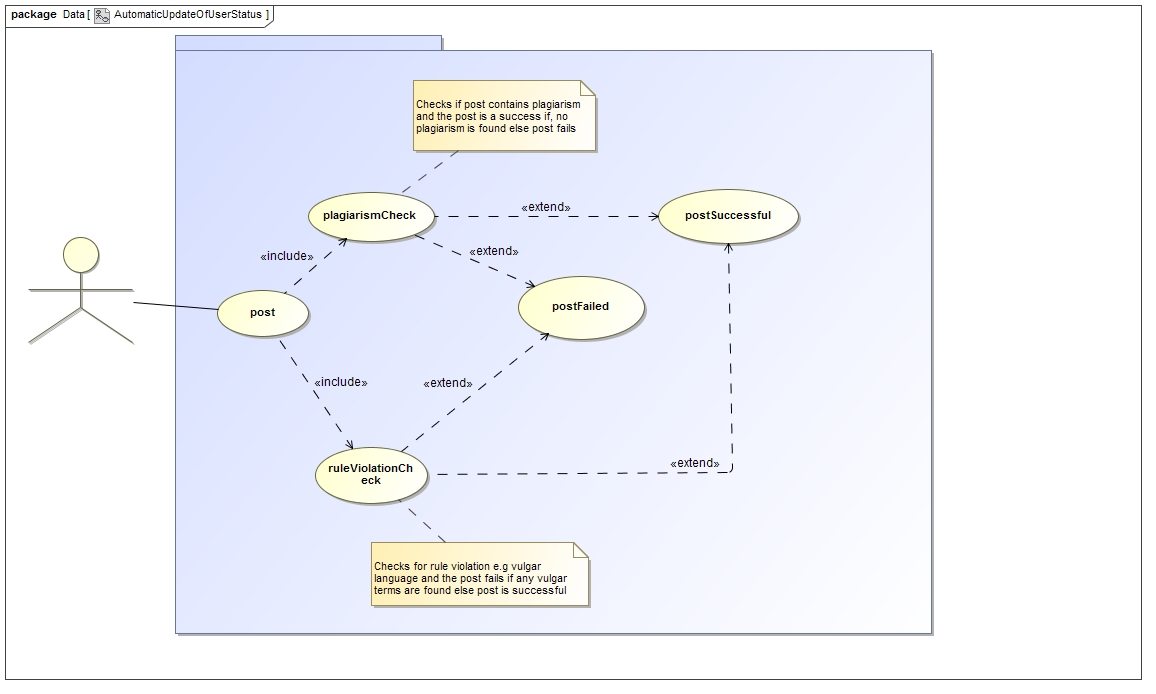 package Data [ AutomaticUpdateOfUserStatus ]
Checks if post contains plagiarism
and the post is a success if, no
plagiarism is found else post fails
plagiarismCheck
«extend»
postSuccessful
«include»
«extend»
post
postFailed
«include»
«extend»
ruleViolationCh
eck
«extend»
Checks for rule violation e.g vulgar
language and the post fails if any vulgar
terms are found else post is successful